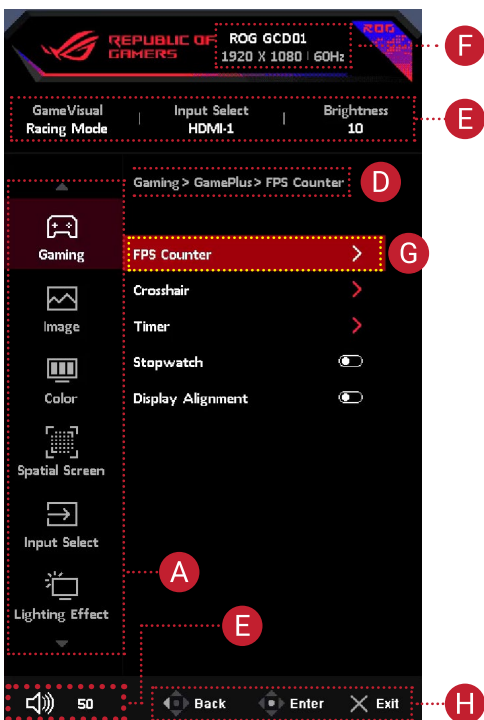 ROG
REPUBLIC OF
GAMERS
ROG GCD01
1920 X 1080 | 60Hz
F
GameVisual | Input Select | Brightness
Racing Mode HDMI-1 10
E
Gaming > GamePlus > FPS Counter
D
Gaming
FPS Counter
G
Crosshair
Image
Timer
Stopwatch
Color
Display Alignment
Spatial Screen
Input Select
A
Lighting Effect
E
50
Back
Enter
Exit
H